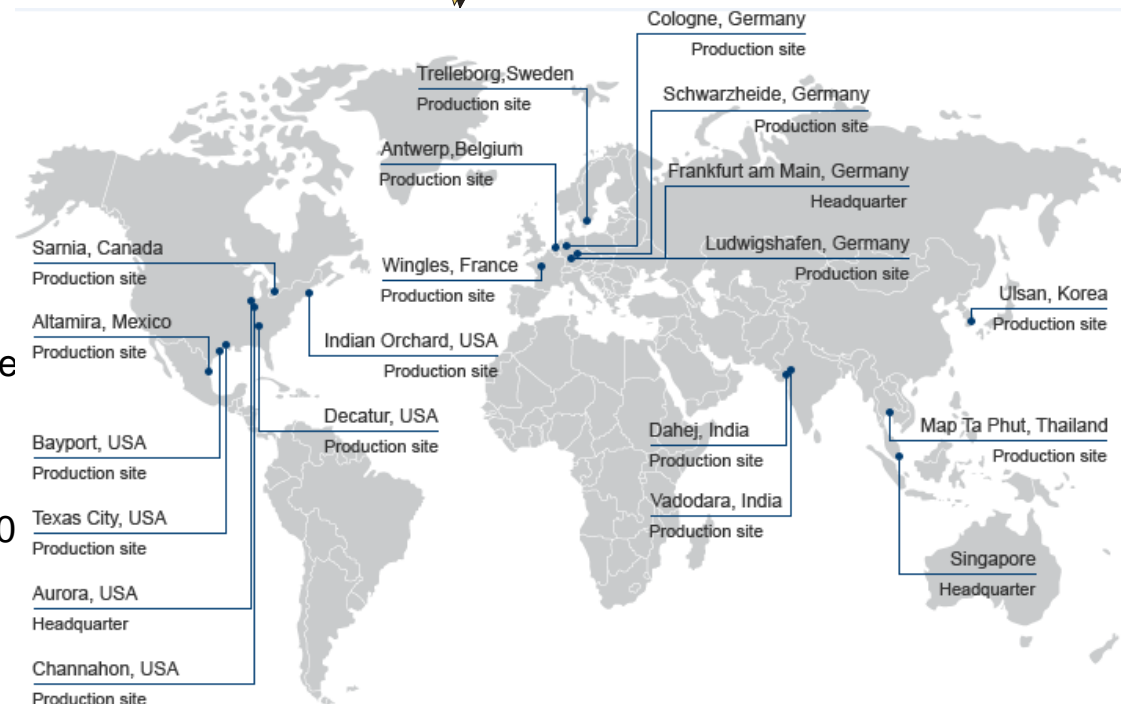 Cologne, Germany
Production site
Trelleborg,Sweden
Production site
Schwarzheide, Germany
Production site
Antwerp,Belgium
Production site
Frankfurt am Main, Germany
Headquarter
Sarnia, Canada
Production site
Wingles, France
Production site
Ludwigshafen, Germany
Production site
Ulsan, Korea
Production site
Altamira, Mexico
Production site
Indian Orchard, USA
Production site
e
Decatur, USA
Production site
Dahej, India
Production site
Map Ta Phut, Thailand
Production site
Bayport, USA
Production site
Vadodara, India
Production site
Texas City, USA
Production site
0
Singapore
Headquarter
Aurora, USA
Headquarter
Channahon, USA
Production site